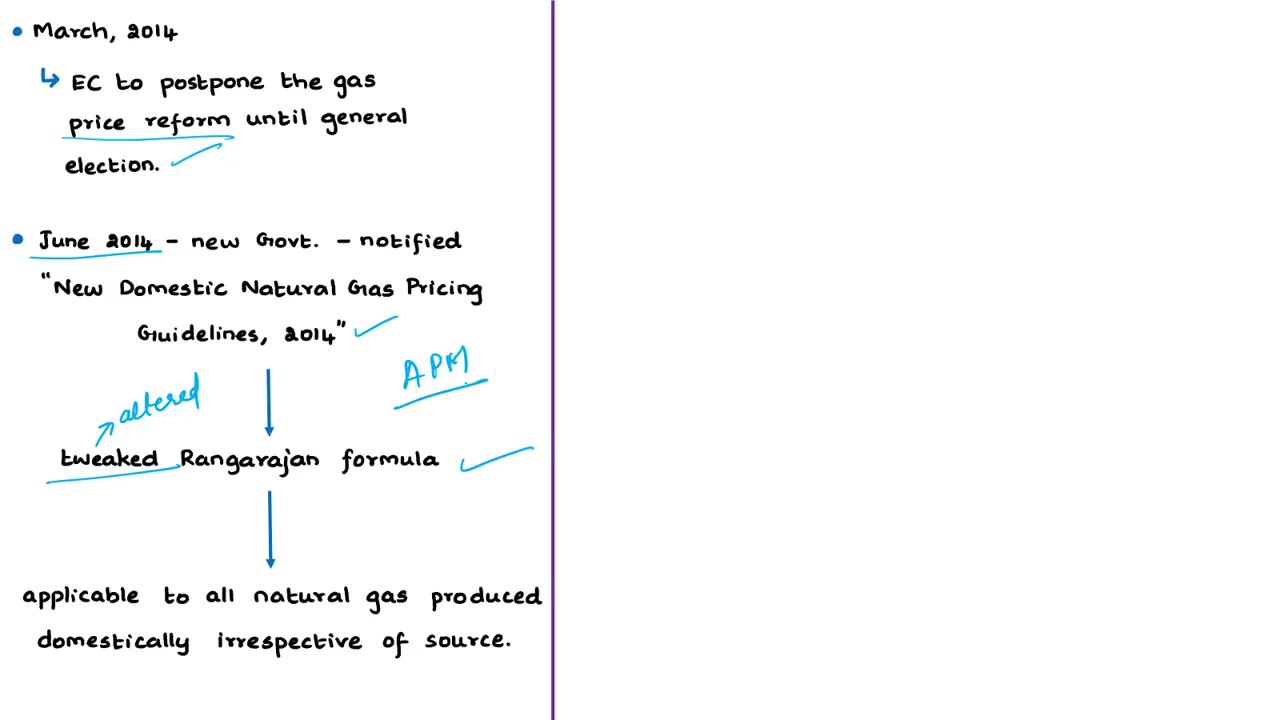 March, 2014
EC to postpone the gas
price reform until general
election.
June 2014 - new Govt. - notified
"New Domestic Natural Gas Pricing
Guidelines, 2014"
APM
altered
tweaked Rangarajan formula
applicable to all natural gas produced
domestically irrespective of source.